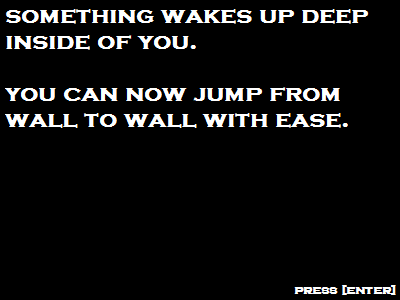 SOMETHING WAKES UP DEEP
INSIDE OF YOU.
YOU CAN NOW JUMP FROM
WALL TO WALL WITH EASE.
PRESS [ENTER]